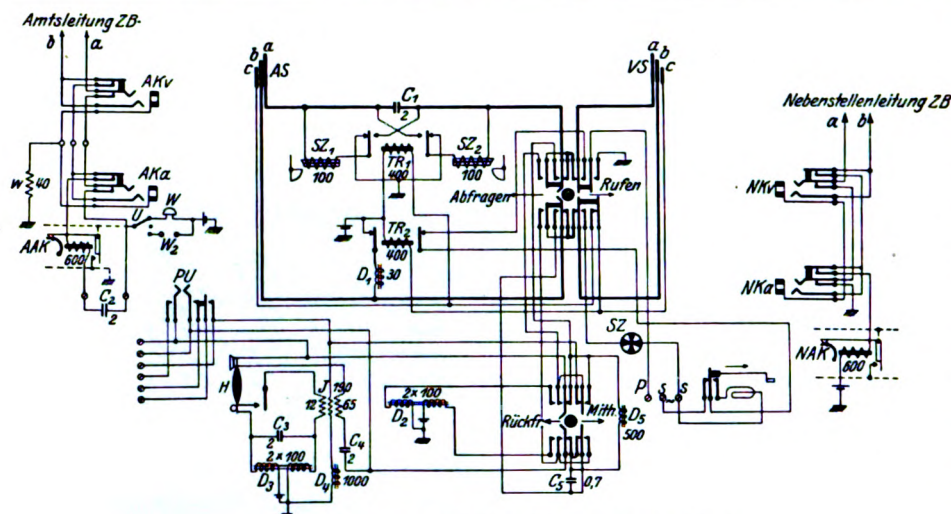 Amtsleitung ZB-
b a
AKv
W 40
AKa
U W
W2
AAK
600
C2
2
PU
a
b
c AS
C1
2
SZ1
100
TR1
400
SZ2
100
TR2
400
D1 30
a
b
c
VS
Abfragen
Rufen
Nebenstellenleitung ZB
a b
NKv
NKa
NAK
600
SZ
P S S
H
J 190
12 65
C3
2
2 x 100
D3
C4
2
D4 1000
2 x 100
D2
Rückfr.
Mith.
D5
500
C5 0,7